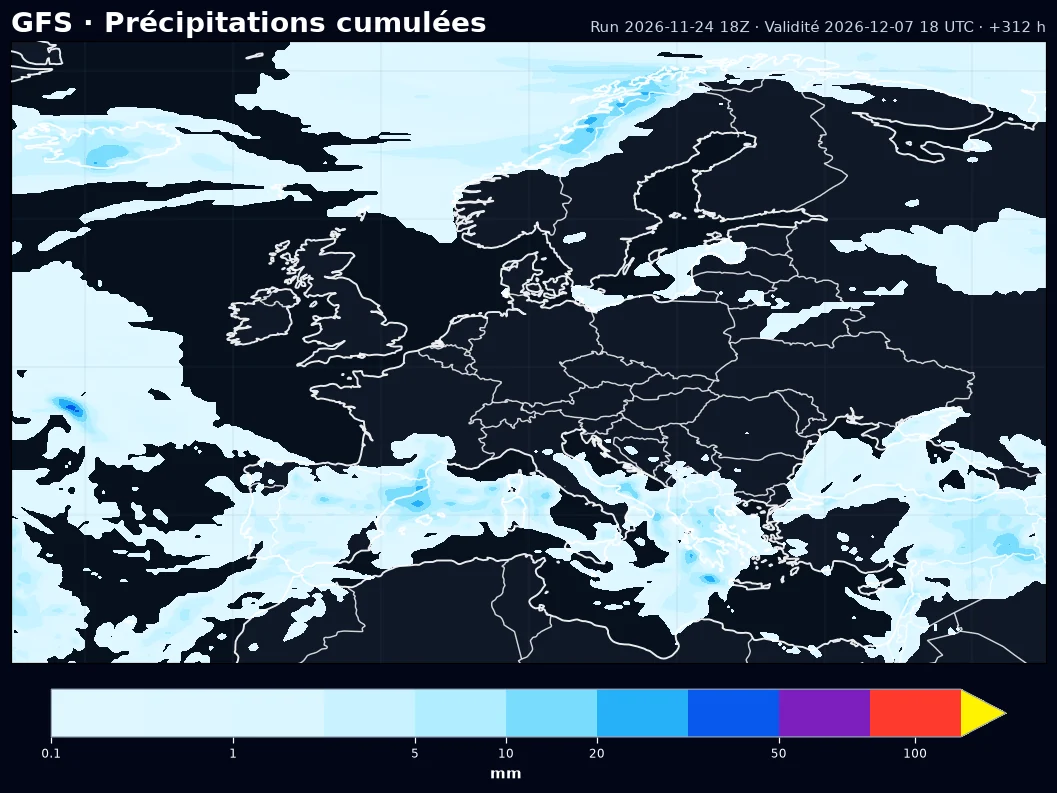 GFS · Précipitations cumulées
Run 2026-11-24 18Z · Validité 2026-12-07 18 UTC · +312 h
0.1 1 5 10 20 50 100
mm